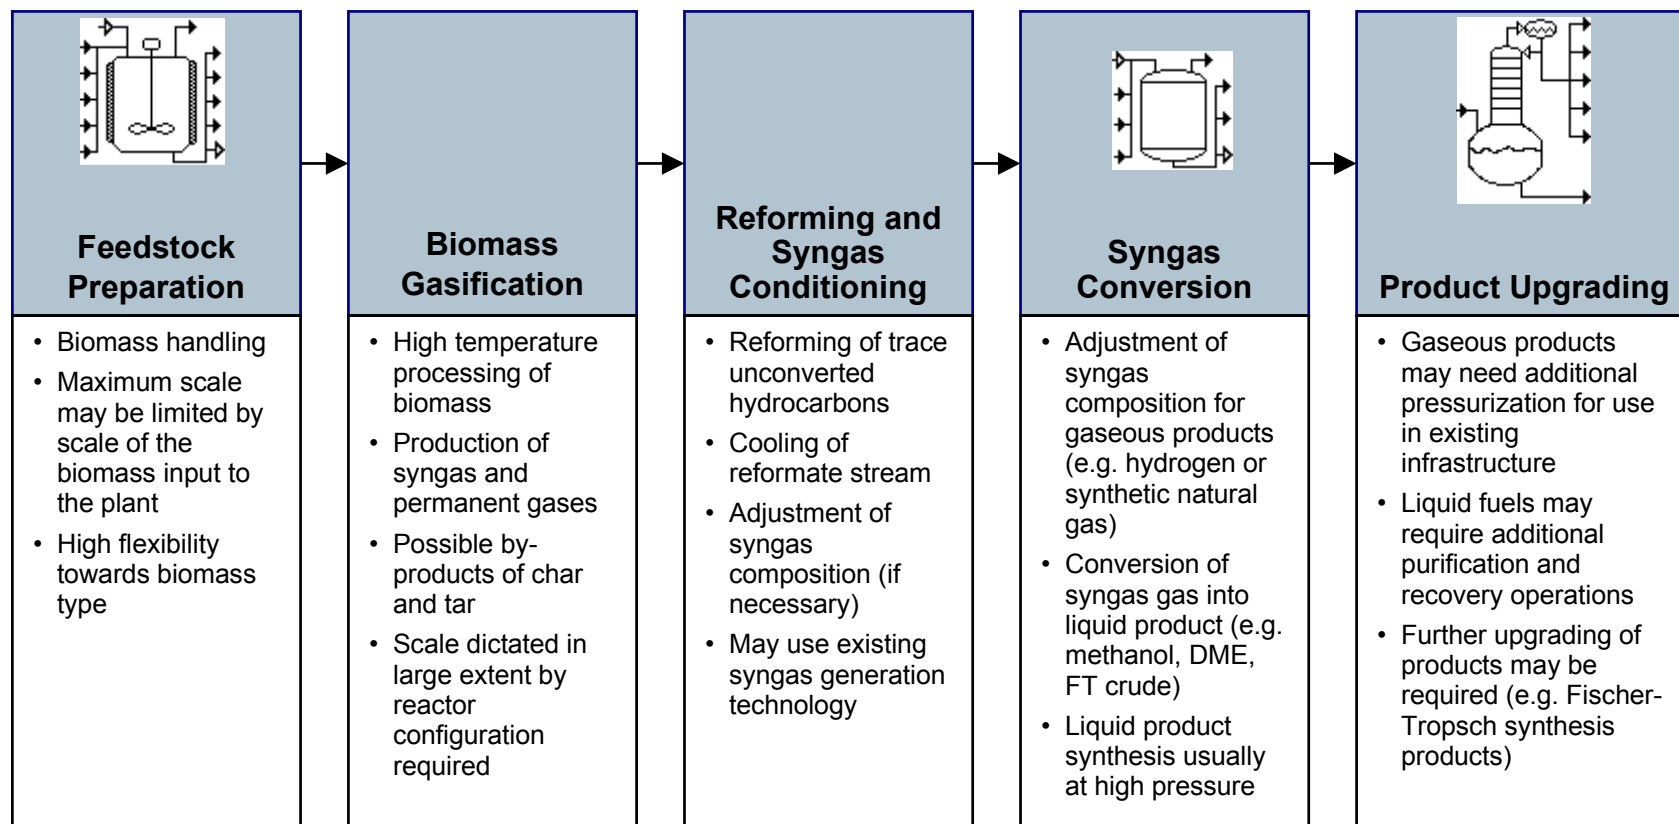 Feedstock
Preparation
• Biomass handling
• Maximum scale
may be limited by
scale of the
biomass input to
the plant
• High flexibility
towards biomass
type
Biomass
Gasification
• High temperature
processing of
biomass
• Production of
syngas and
permanent gases
• Possible by-
products of char
and tar
• Scale dictated in
large extent by
reactor
configuration
required
Reforming and
Syngas
Conditioning
• Reforming of trace
unconverted
hydrocarbons
• Cooling of
reformate stream
• Adjustment of
syngas
composition (if
necessary)
• May use existing
syngas generation
technology
Syngas
Conversion
• Adjustment of
syngas
composition for
gaseous products
(e.g. hydrogen or
synthetic natural
gas)
• Conversion of
syngas gas into
liquid product (e.g.
methanol, DME,
FT crude)
• Liquid product
synthesis usually
at high pressure
Product Upgrading
• Gaseous products
may need additional
pressurization for use
in existing
infrastructure
• Liquid fuels may
require additional
purification and
recovery operations
• Further upgrading of
products may be
required (e.g. Fischer-
Tropsch synthesis
products)